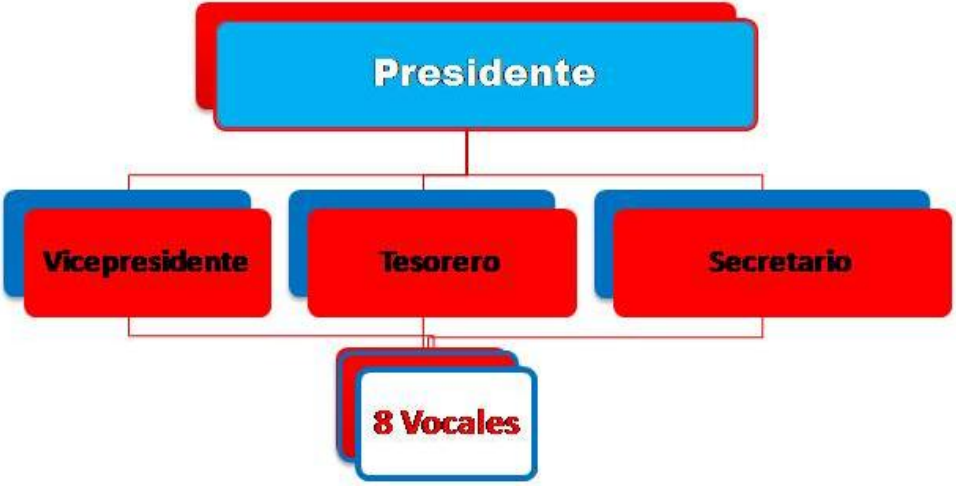 Presidente
Vicepresidente
Tesorero
Secretario
8 Vocales